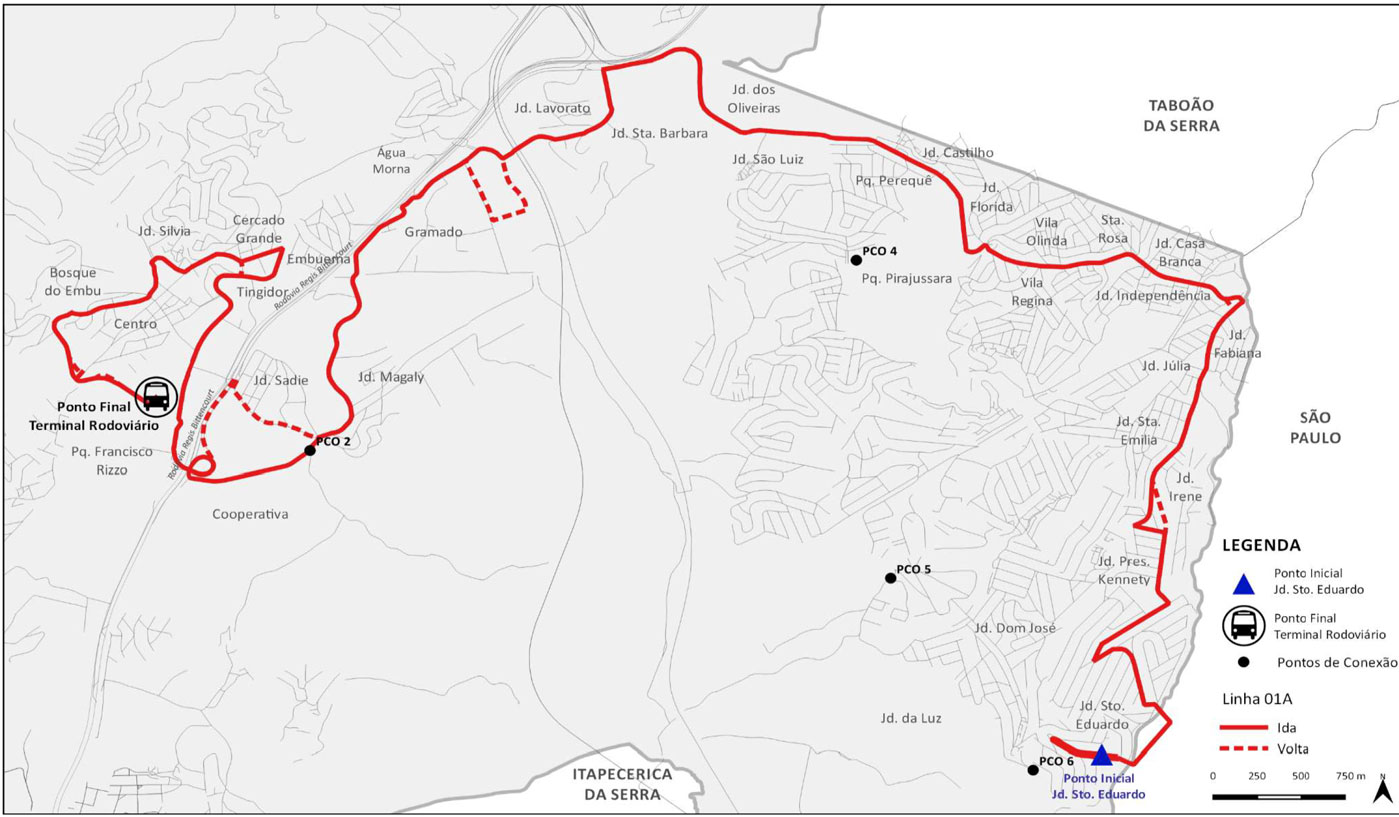 TABOÃO
DA SERRA
Jd. dos
Oliveiras
Jd. Lavorato
Jd. Sta. Barbara
Água
Morna
Jd. São Luiz
Jd. Castilho
Pq. Perequê
Jd.
Florida
Cercado
Grande
Jd. Silvia
Gramado
Vila
Olinda
Sta.
Rosa
Jd. Casa
Branca
PCO 4
Embuema
Rodovia Regis Bittencourt
Bosque
do Embu
Tingidor
Pq. Pirajussara
Vila
Regina
Jd. Independência
Centro
Jd.
Fabiana
Jd. Júlia
Jd. Sadie
Jd. Magaly
Ponto Final
Terminal Rodoviário
Rodovia Regis Bittencourt
SÃO
PAULO
Jd. Sta.
Emilia
PCO 2
Pq. Francisco
Rizzo
Jd.
Irene
Cooperativa
LEGENDA
Ponto Inicial
Jd. Sto. Eduardo
Ponto Final
Terminal Rodoviário
Pontos de Conexão
Linha 01A
Ida
Volta
0 250 500 750 m
N
Jd. Pres.
Kennety
PCO 5
Jd. Dom José
Jd. da Luz
Jd. Sto.
Eduardo
PCO 6
Ponto Inicial
Jd. Sto. Eduardo
ITAPECERICA
DA SERRA